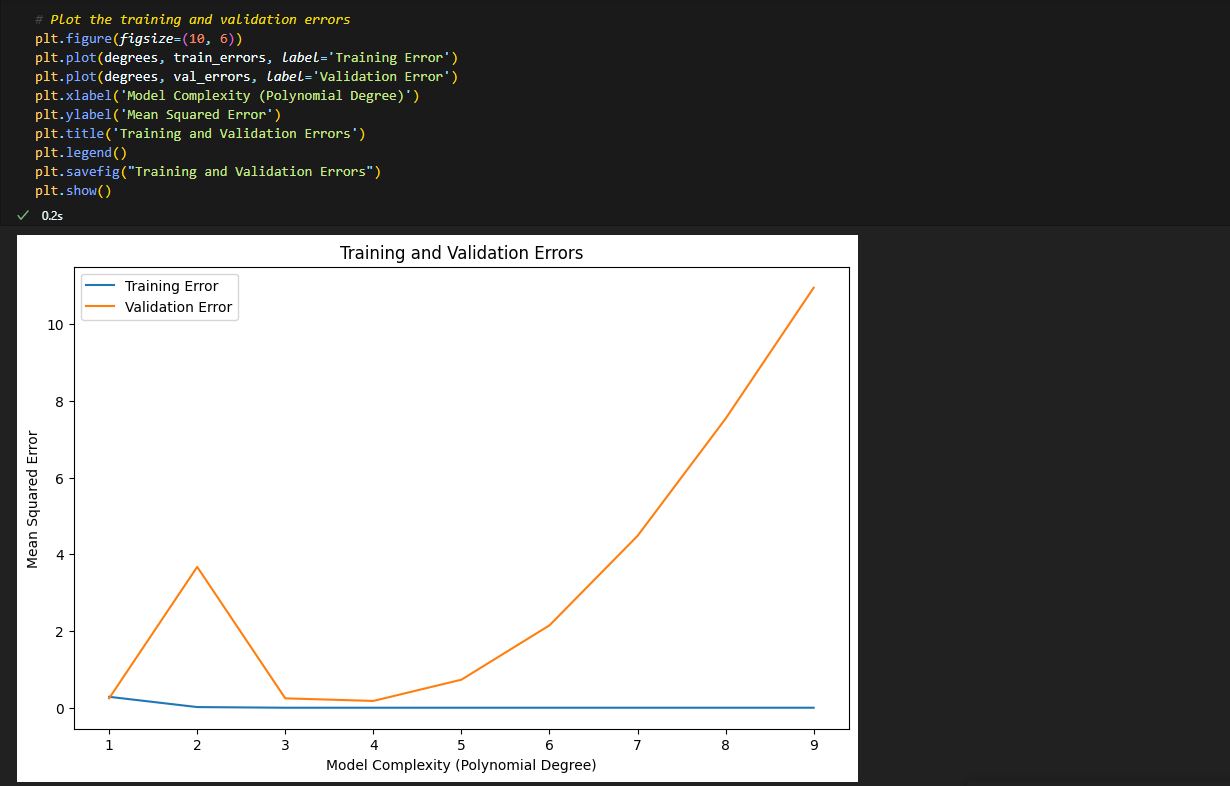 # Plot the training and validation errors
plt.figure(figsize=(10, 6))
plt.plot(degrees, train_errors, label='Training Error')
plt.plot(degrees, val_errors, label='Validation Error')
plt.xlabel('Model Complexity (Polynomial Degree)')
plt.ylabel('Mean Squared Error')
plt.title('Training and Validation Errors')
plt.legend()
plt.savefig("Training and Validation Errors")
plt.show()
0.2s
Training and Validation Errors
Training Error
Validation Error
10
8
6
4
2
0
Mean Squared Error
1 2 3 4 5 6 7 8 9
Model Complexity (Polynomial Degree)